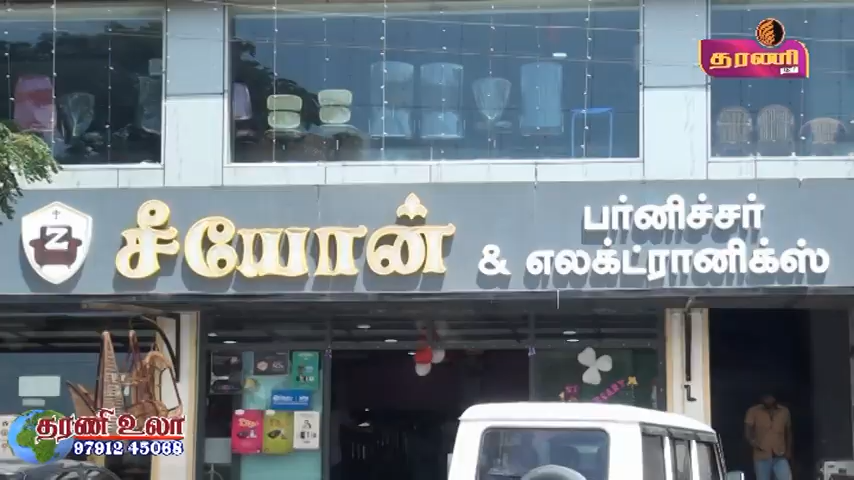 தரணி
Z
சீயோன்
பர்னிச்சர்
& எலக்ட்ரானிக்ஸ்
தரணி உலா
97912 45068